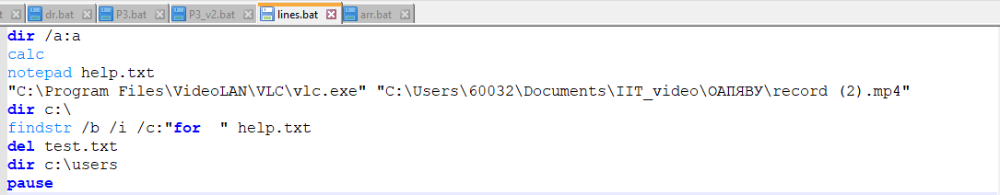 t dr.bat P3.bat P3_v2.bat lines.bat arr.bat
dir /a:a
calc
notepad help.txt
"C:\Program Files\VideoLAN\VLC\vlc.exe" "C:\Users\60032\Documents\IIT_video\ОАПЯВУ\record (2).mp4"
dir c:\
findstr /b /i /c:"for  " help.txt
del test.txt
dir c:\users
pause